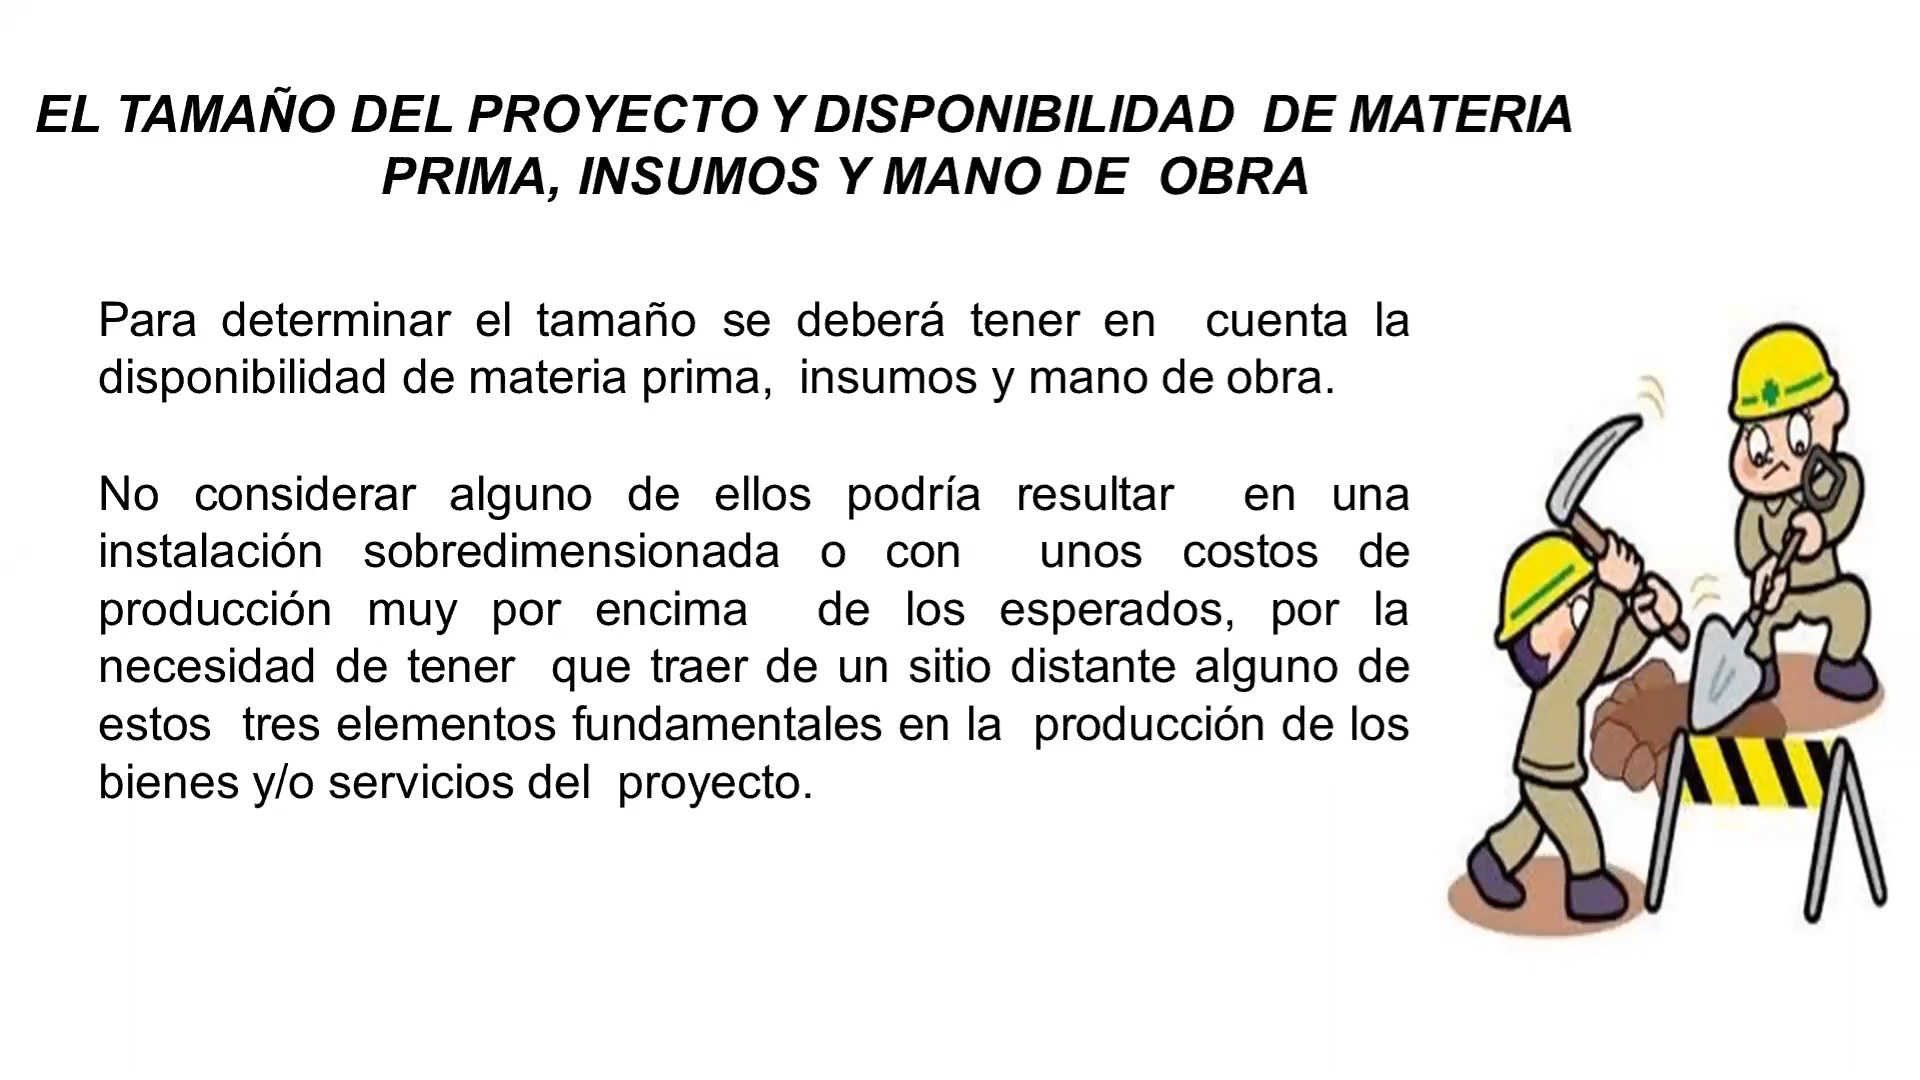 EL TAMAÑO DEL PROYECTO Y DISPONIBILIDAD DE MATERIA
PRIMA, INSUMOS Y MANO DE OBRA
Para determinar el tamaño se deberá tener en cuenta la
disponibilidad de materia prima, insumos y mano de obra.
No considerar alguno de ellos podría resultar en una
instalación sobredimensionada o con unos costos de
producción muy por encima de los esperados, por la
necesidad de tener que traer de un sitio distante alguno de
estos tres elementos fundamentales en la producción de los
bienes y/o servicios del proyecto.